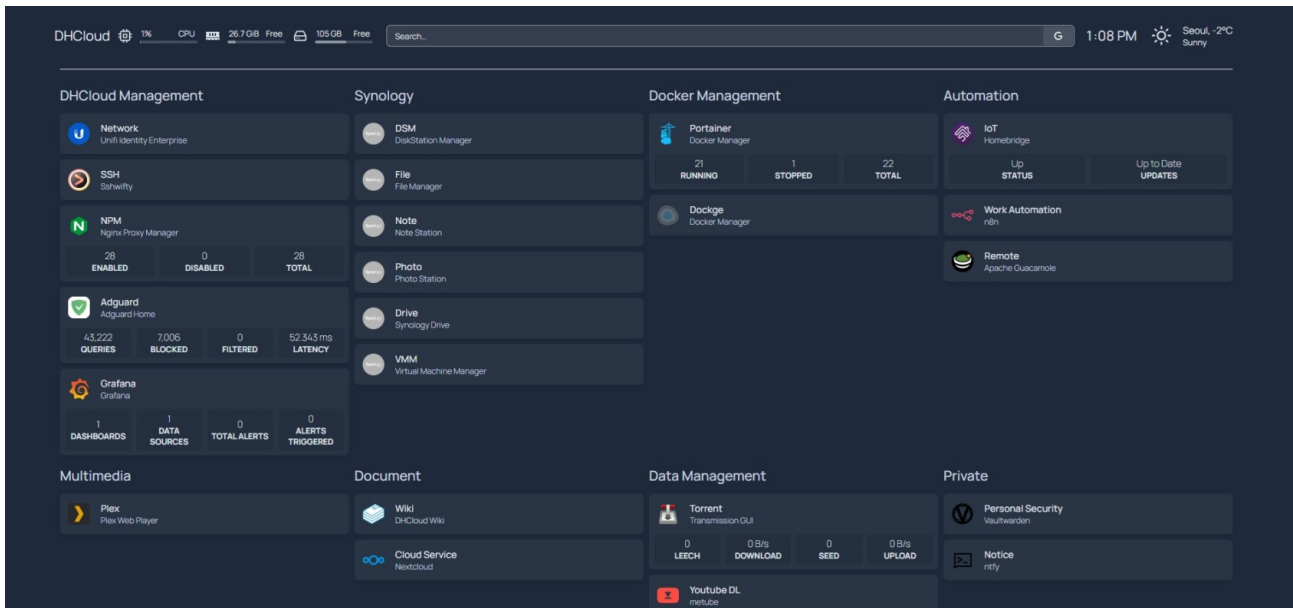 DHCloud 1% CPU 26.7 GiB Free 105 GB Free Search... G 1:08 PM Seoul, -2°C
Sunny
DHCloud Management
Network
Unifi Identity Enterprise
SSH
Sshwifty
NPM
Nginx Proxy Manager
28 0 28
ENABLED DISABLED TOTAL
Adguard
Adguard Home
43,222 7,006 0 52.343 ms
QUERIES BLOCKED FILTERED LATENCY
Grafana
Grafana
1 1 0 0
DASHBOARDS DATA SOURCES TOTAL ALERTS ALERTS TRIGGERED
Synology
DSM
DiskStation Manager
File
File Manager
Note
Note Station
Photo
Photo Station
Drive
Synology Drive
VMM
Virtual Machine Manager
Docker Management
Portainer
Docker Manager
21 1 22
RUNNING STOPPED TOTAL
Dockge
Docker Manager
Automation
IoT
Homebridge
Up Up to Date
STATUS UPDATES
Work Automation
n8n
Remote
Apache Guacamole
Multimedia
Plex
Plex Web Player
Document
Wiki
DHCloud Wiki
Cloud Service
Nextcloud
Data Management
Torrent
Transmission GUI
0 0 B/s 0 0 B/s
LEECH DOWNLOAD SEED UPLOAD
Youtube DL
metube
Private
Personal Security
Vaultwarden
Notice
ntfy